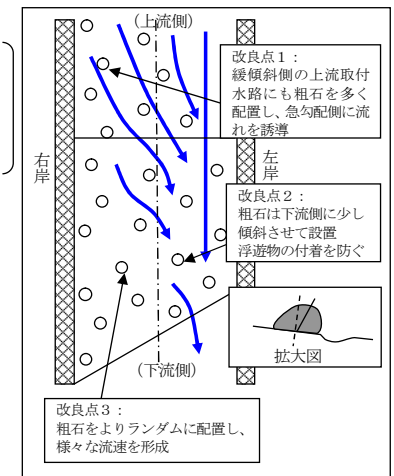 (上流側)
改良点1:
緩傾斜側の上流取付
水路にも粗石を多く
配置し、急勾配側に流
れを誘導
右岸
左岸
改良点2:
粗石は下流側に少し
傾斜させて設置
浮遊物の付着を防ぐ
拡大図
(下流側)
改良点3:
粗石をよりランダムに配置し、
様々な流速を形成